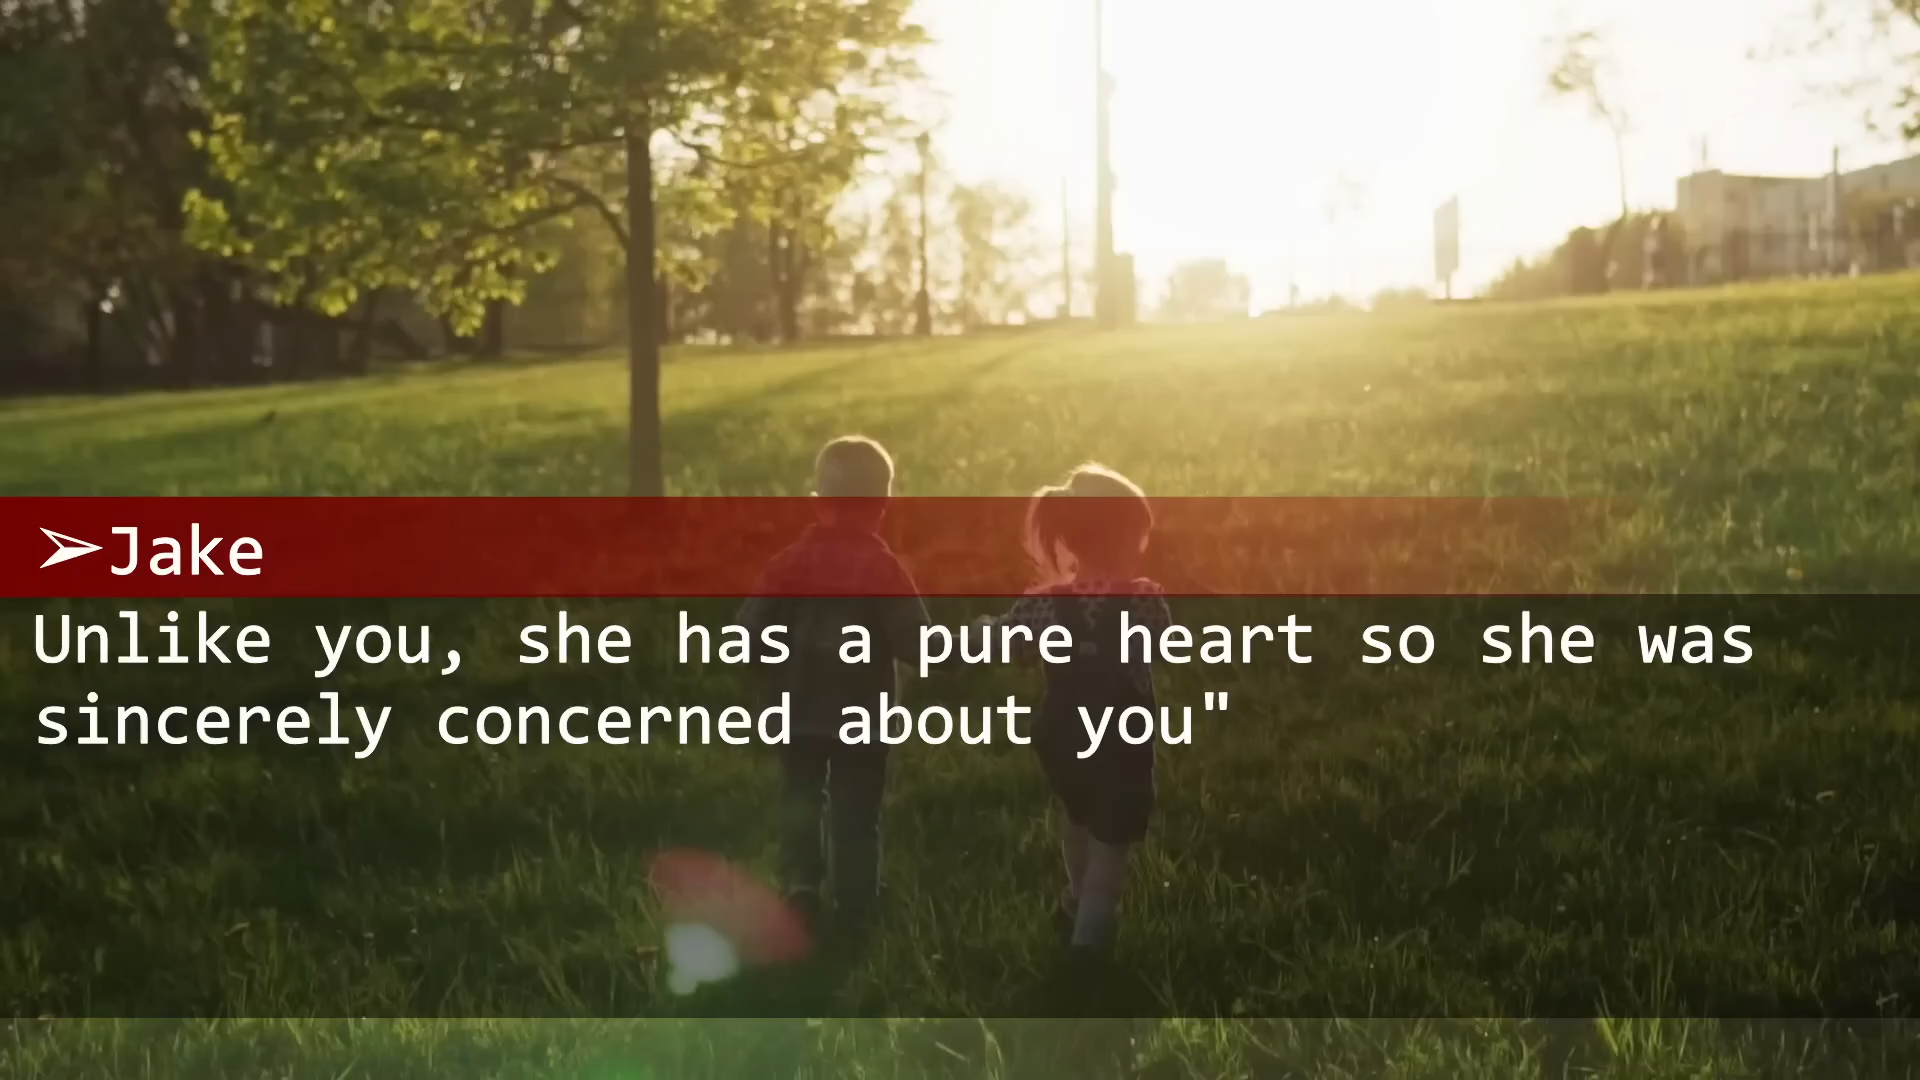 ➢Jake
Unlike you, she has a pure heart so she was
sincerely concerned about you"